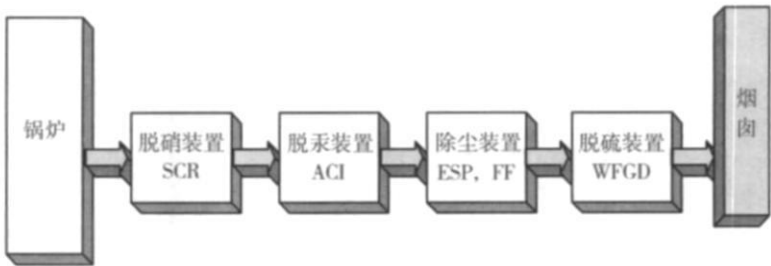 锅炉
脱硝装置
SCR
脱汞装置
ACI
除尘装置
ESP，FF
脱硫装置
WFGD
烟囱